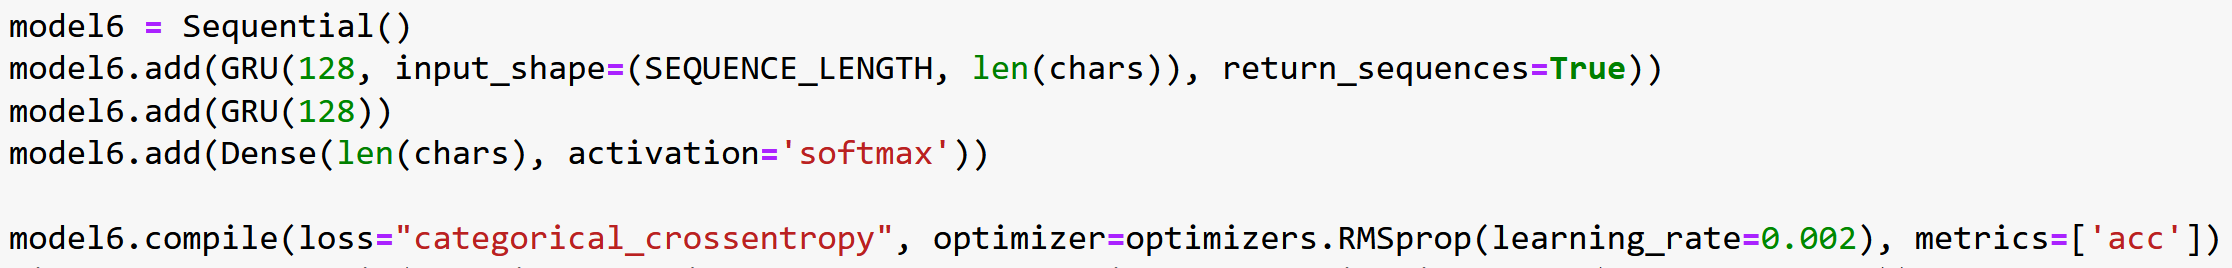 model6 = Sequential()
model6.add(GRU(128, input_shape=(SEQUENCE_LENGTH, len(chars)), return_sequences=True))
model6.add(GRU(128))
model6.add(Dense(len(chars), activation='softmax'))
model6.compile(loss="categorical_crossentropy", optimizer=optimizers.RMSprop(learning_rate=0.002), metrics=['acc'])